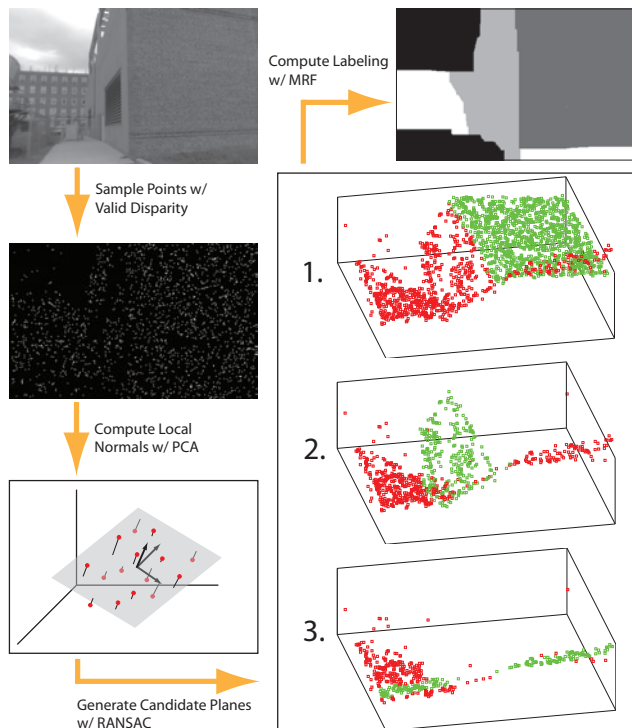 Compute Labeling
w/ MRF
Sample Points w/
Valid Disparity
1.
Compute Local
Normals w/ PCA
2.
3.
Generate Candidate Planes
w/ RANSAC